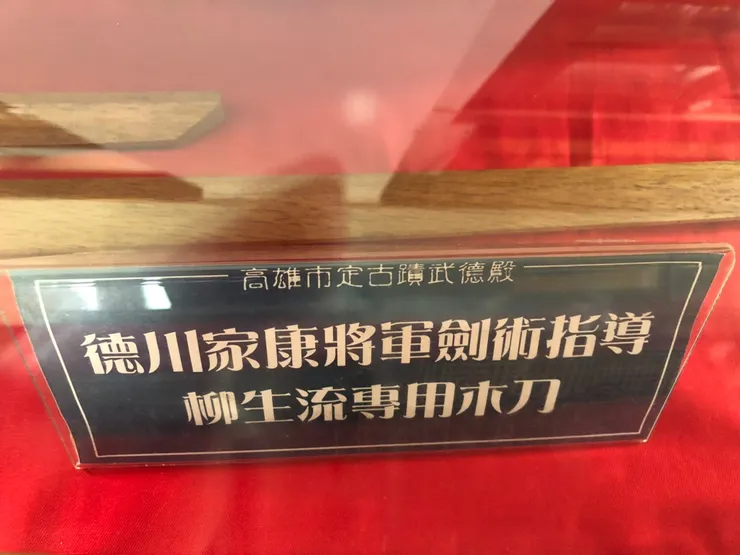 高雄市定古蹟武德殿
德川家康將軍劍術指導
柳生流專用木刀